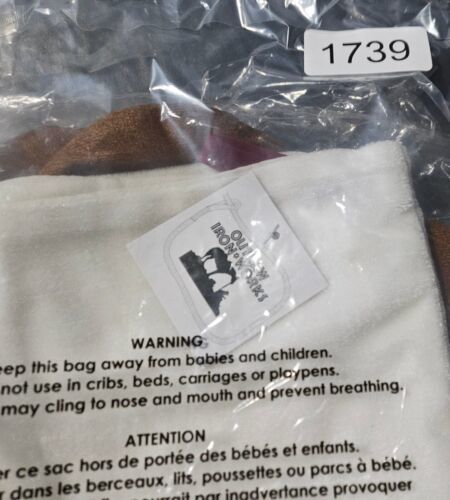 1739
IRON WORKS
WARNING
eep this bag away from babies and children.
not use in cribs, beds, carriages or playpens.
may cling to nose and mouth and prevent breathing.
ATTENTION
er ce sac hors de portée des bébés et enfants.
r dans les berceaux, lits, poussettes ou parcs à bébé.
pourrait par inadvertance provoquer